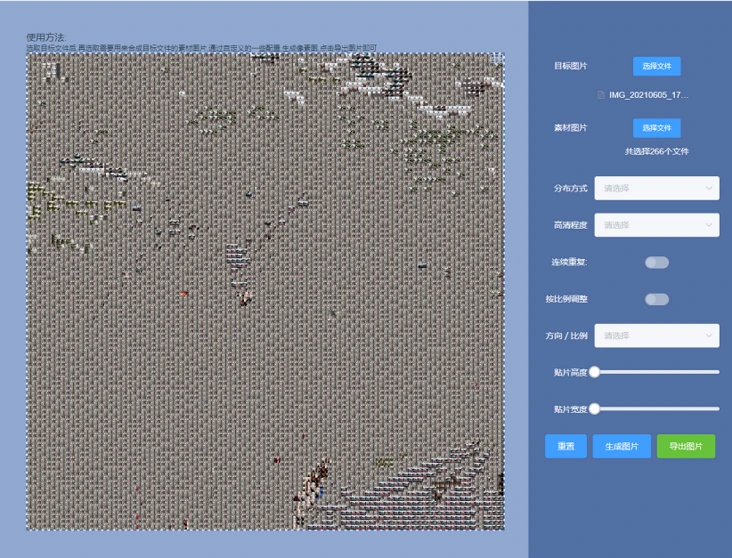 使用方法:
选取目标文件后,再选取需要用来合成目标文件的素材图片,通过自定义的一些配置,生成像素图,点击导出图片即可
目标图片 选择文件
IMG_20210605_17...
素材图片 选择文件
共选择266个文件
分布方式 请选择
高清程度 请选择
连续重复:
按比例调整
方向 / 比例 请选择
贴片高度
贴片宽度
重置 生成图片 导出图片